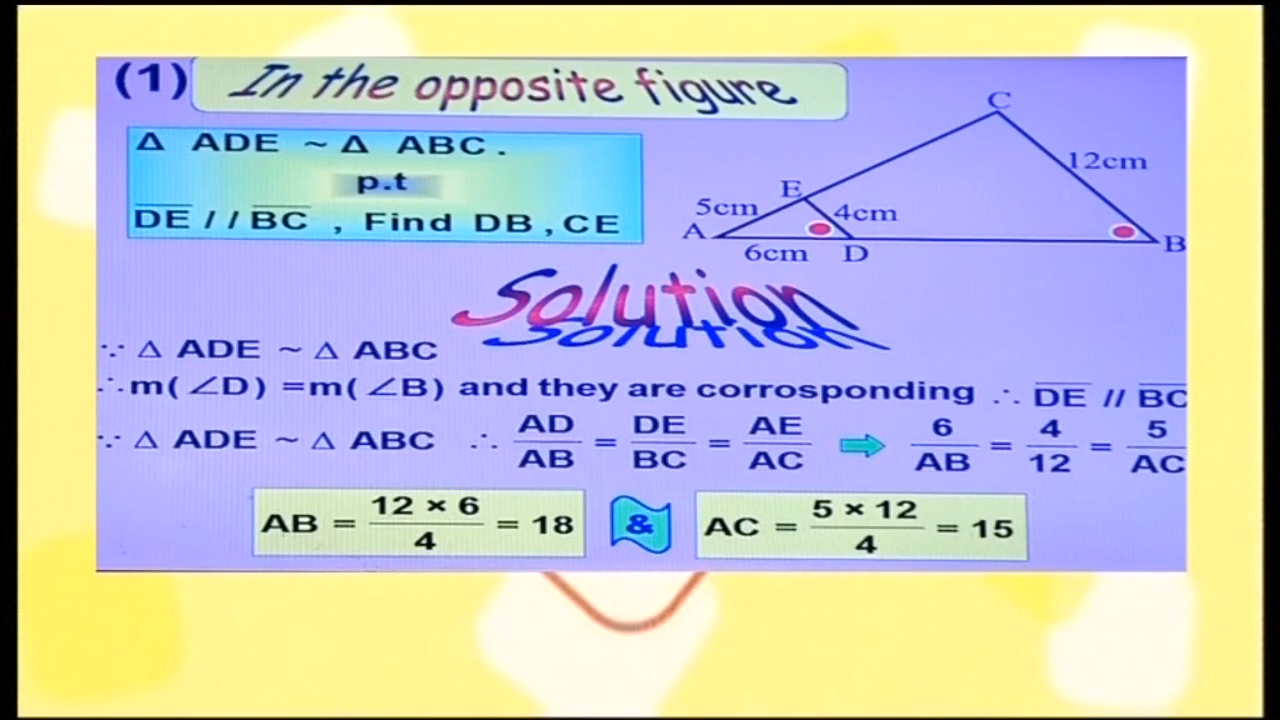 (1) In the opposite figure
Δ ADE ~ Δ ABC .
p.t
DE // BC , Find DB , CE
C
12cm
E
5cm
4cm
A
B
6cm
D
Solution
∵ △ ADE ~ △ ABC
∴ m( ∠D ) =m( ∠B ) and they are corrosponding ∴ DE // BC
∵ △ ADE ~ △ ABC ∴ AD/AB = DE/BC = AE/AC ⇨ 6/AB = 4/12 = 5/AC
AB = 12 × 6/4 = 18 & AC = 5 × 12/4 = 15